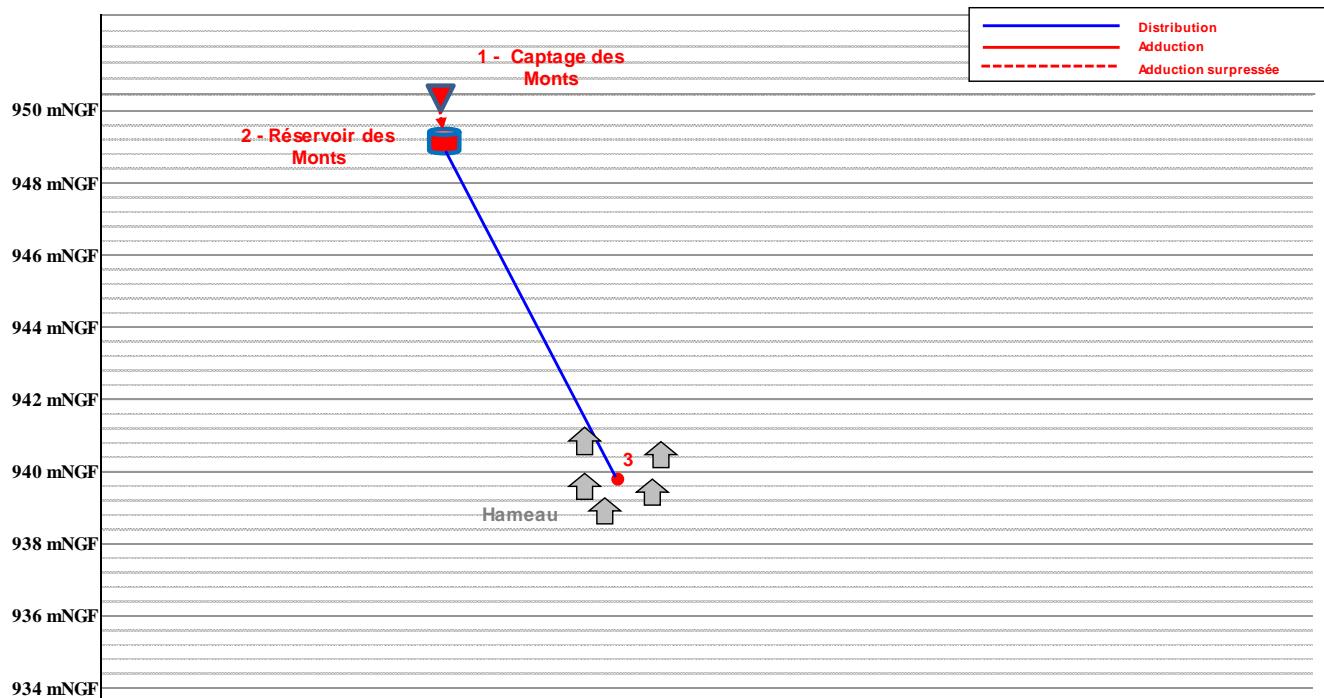 Distribution
Adduction
Adduction surpressée
1 - Captage des
Monts
950 mNGF
2 - Réservoir des
Monts
948 mNGF
946 mNGF
944 mNGF
942 mNGF
3
940 mNGF
Hameau
938 mNGF
936 mNGF
934 mNGF